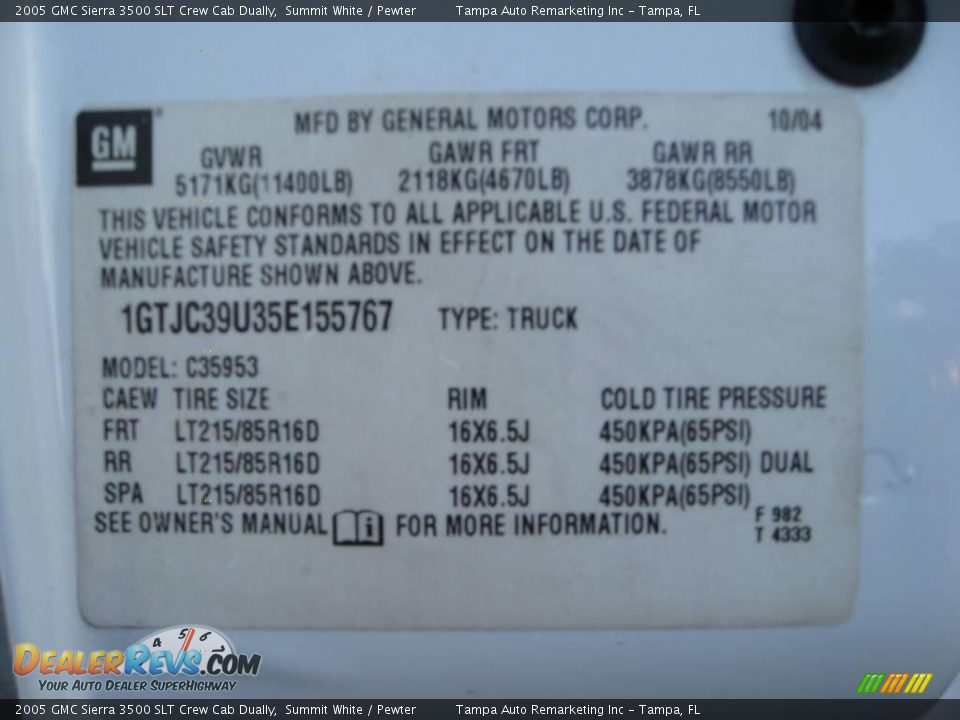 2005 GMC Sierra 3500 SLT Crew Cab Dually, Summit White / Pewter Tampa Auto Remarketing Inc - Tampa, FL
GM
MFD BY GENERAL MOTORS CORP. 10/04
GVWR GAWR FRT GAWR RR
5171KG(11400LB) 2118KG(4670LB) 3878KG(8550LB)
THIS VEHICLE CONFORMS TO ALL APPLICABLE U.S. FEDERAL MOTOR
VEHICLE SAFETY STANDARDS IN EFFECT ON THE DATE OF
MANUFACTURE SHOWN ABOVE.
1GTJC39U35E155767 TYPE: TRUCK
MODEL: C35953
CAEW TIRE SIZE RIM COLD TIRE PRESSURE
FRT LT215/85R16D 16X6.5J 450KPA(65PSI)
RR LT215/85R16D 16X6.5J 450KPA(65PSI) DUAL
SPA LT215/85R16D 16X6.5J 450KPA(65PSI)
SEE OWNER'S MANUAL i FOR MORE INFORMATION.
F 982
T 4333
4 5 6 7
DEALERREVS.COM
YOUR AUTO DEALER SUPERHIGHWAY
2005 GMC Sierra 3500 SLT Crew Cab Dually, Summit White / Pewter Tampa Auto Remarketing Inc - Tampa, FL